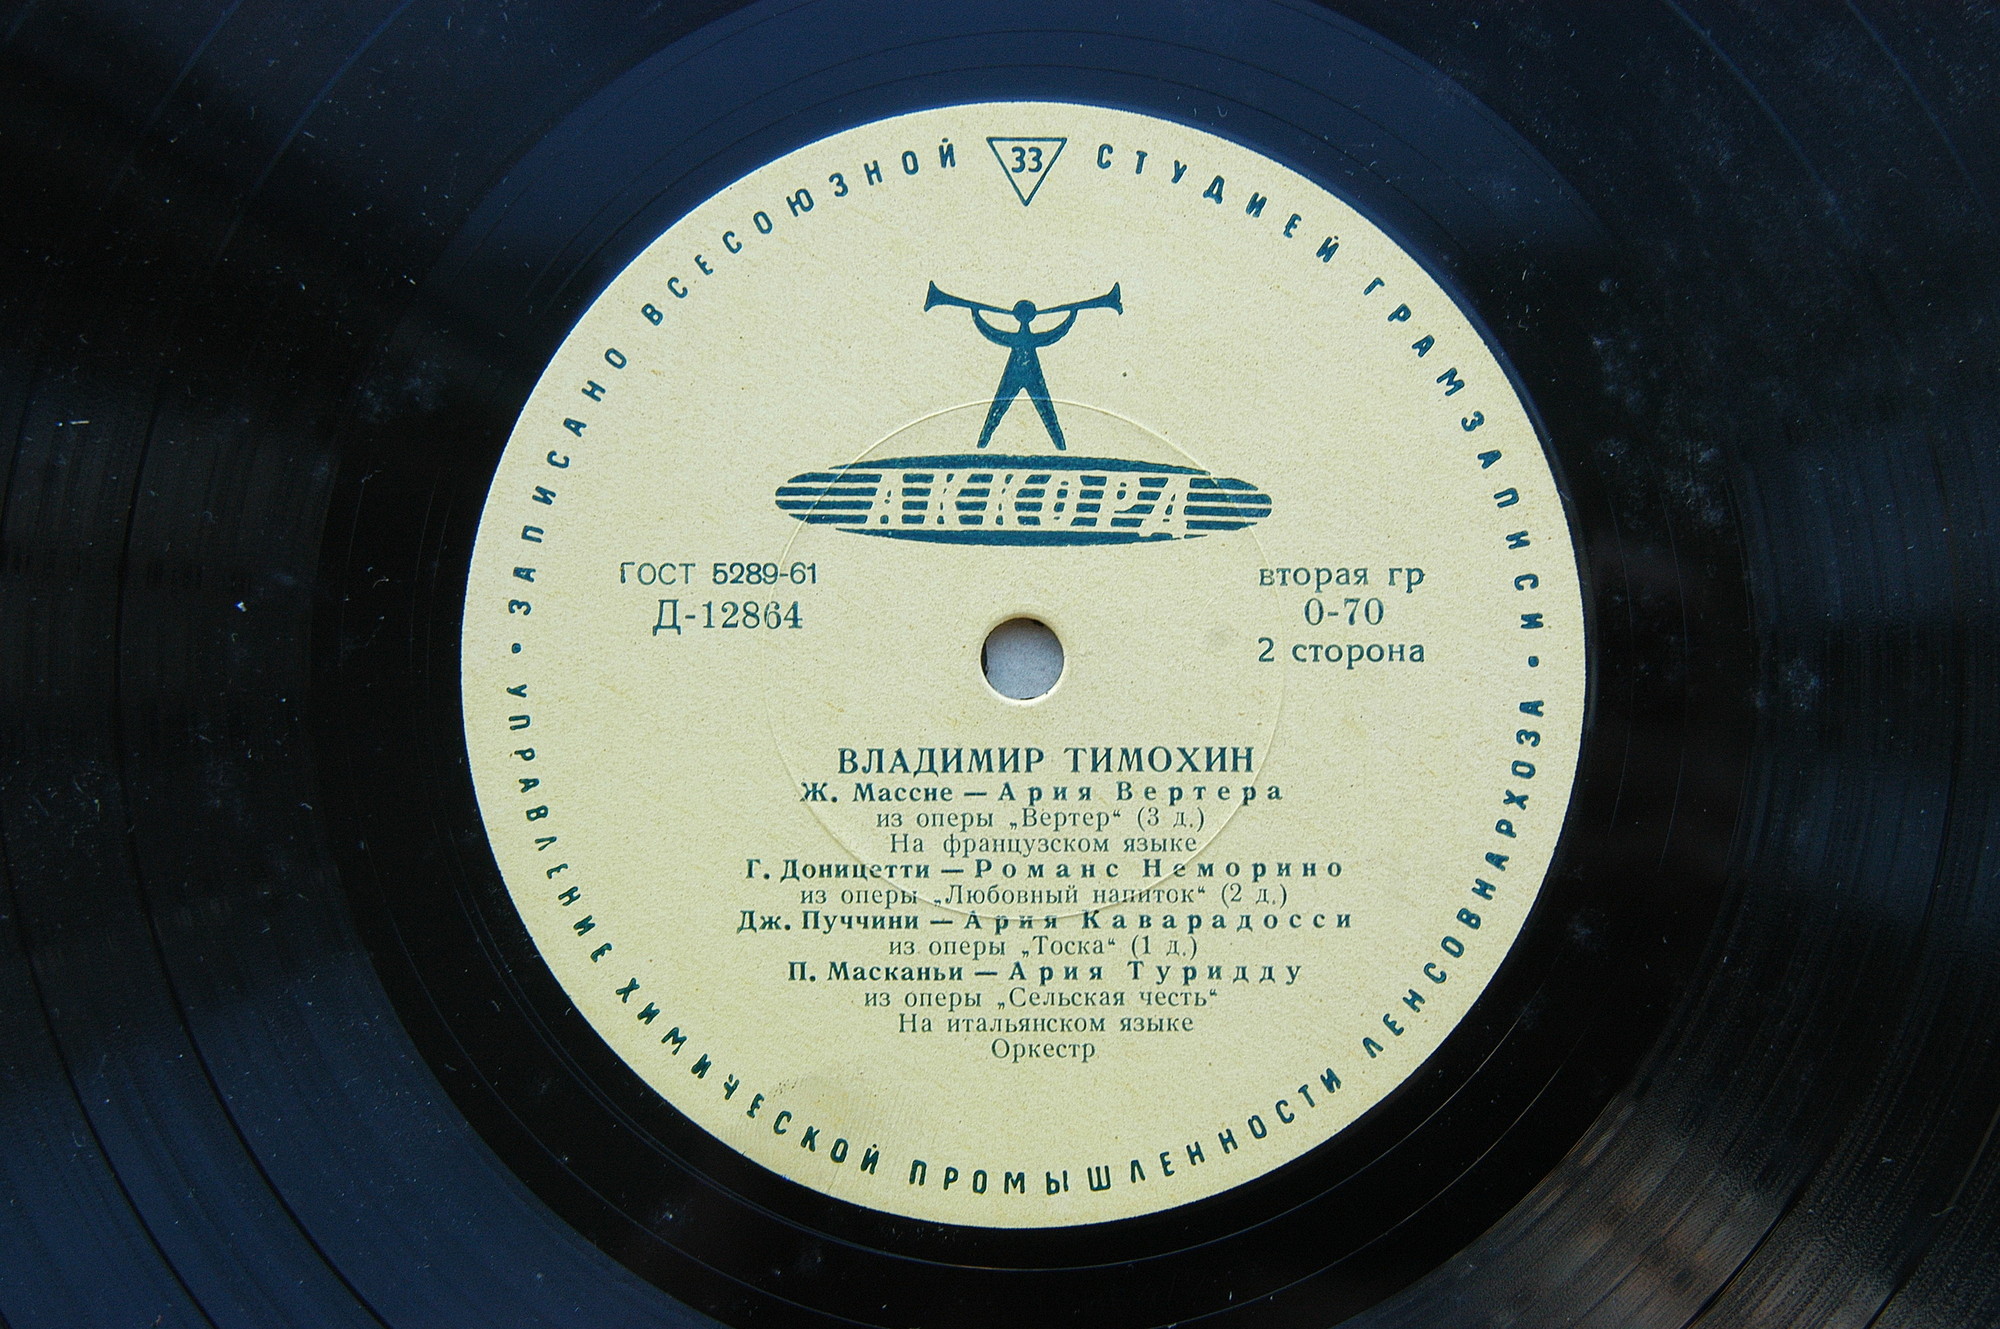 ЗАПИСАНО ВСЕСОЮЗНОЙ 33 СТУДИЕЙ ГРАМЗАПИСИ
АККОРД
ГОСТ 5289-61
Д-12864
вторая гр
0-70
2 сторона
ВЛАДИМИР ТИМОХИН
Ж. Массне — Ария Вертера
из оперы „Вертер“ (3 д.)
На французском языке
Г. Доницетти — Романс Неморино
из оперы „Любовный напиток“ (2 д.)
Дж. Пуччини — Ария Каварадосси
из оперы „Тоска“ (1 д.)
П. Масканьи — Ария Туридду
из оперы „Сельская честь“
На итальянском языке
Оркестр
• УПРАВЛЕНИЕ ХИМИЧЕСКОЙ ПРОМЫШЛЕННОСТИ ЛЕНСОВНАРХОЗА •